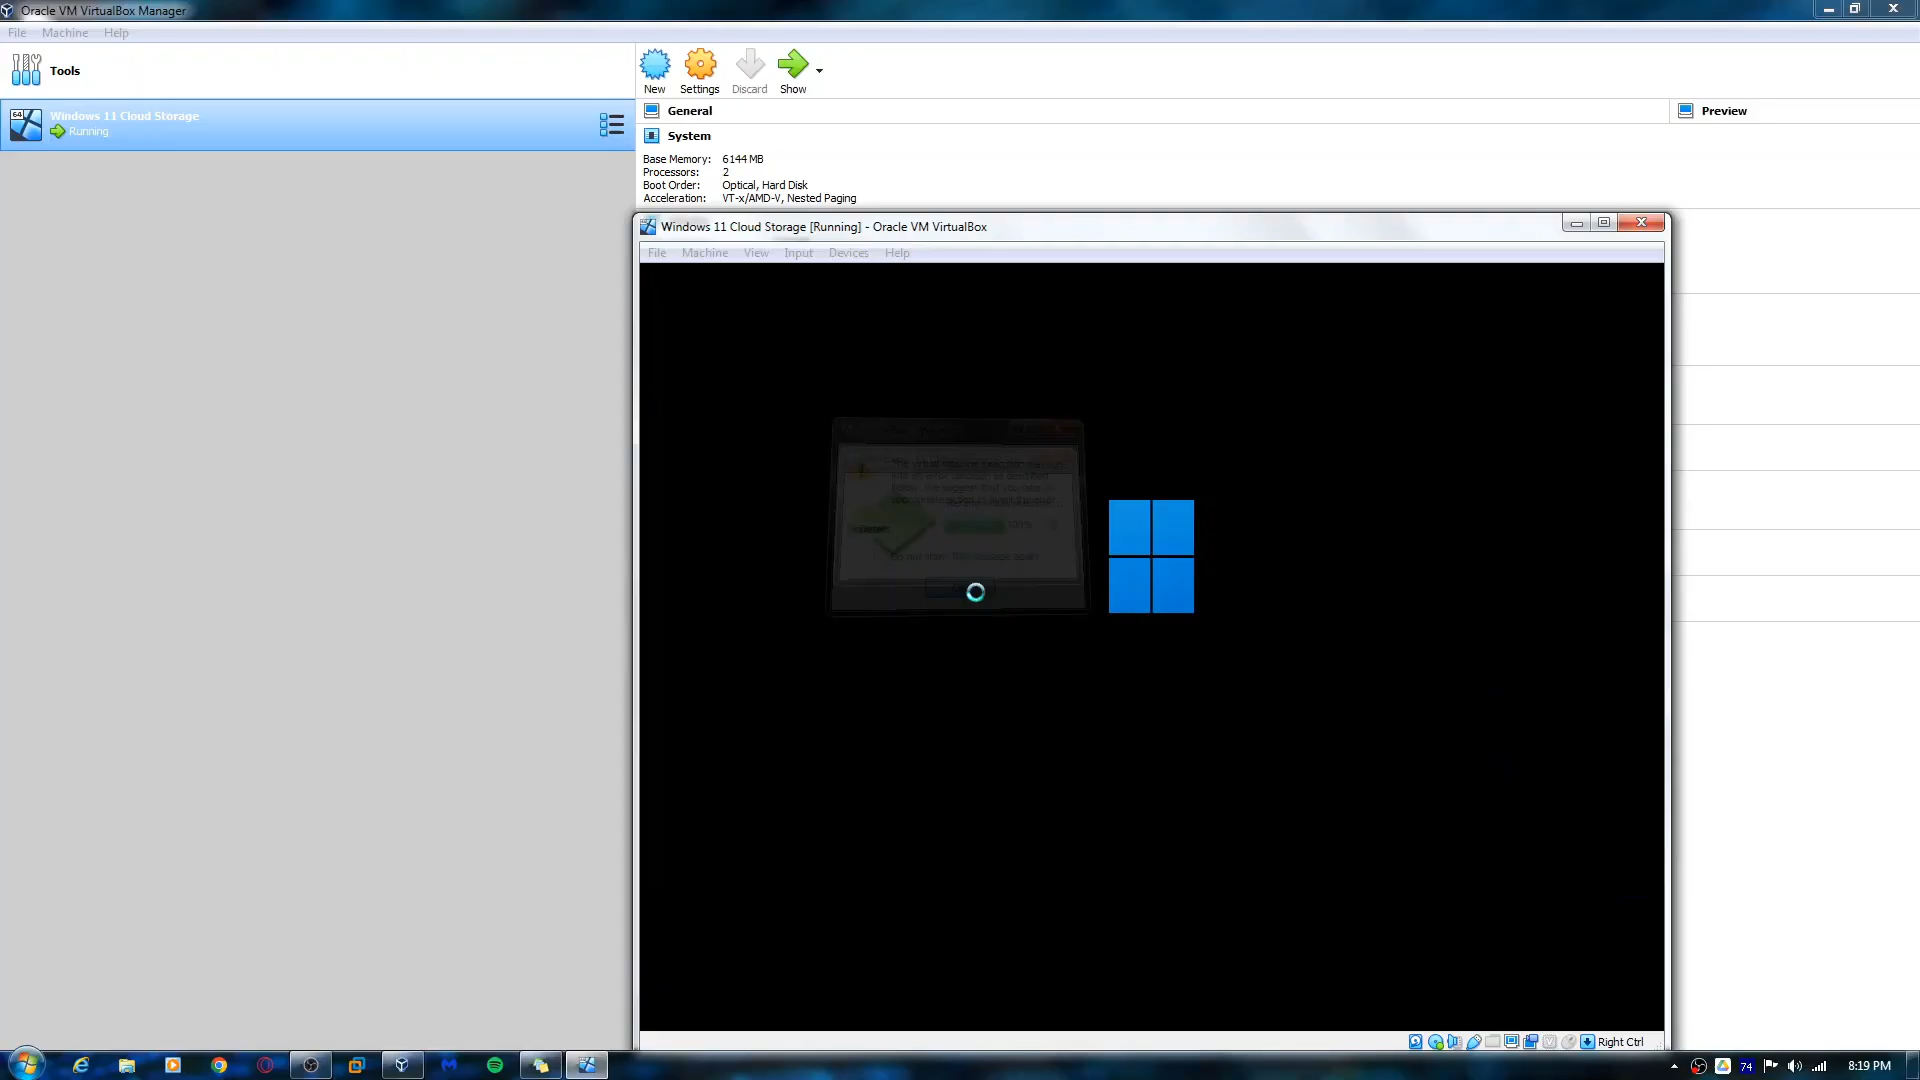 Oracle VM VirtualBox Manager
File Machine Help
Tools
New Settings Discard Show
64
Windows 11 Cloud Storage
Running
General
Preview
System
Base Memory: 6144 MB
Processors: 2
Boot Order: Optical, Hard Disk
Acceleration: VT-x/AMD-V, Nested Paging
Windows 11 Cloud Storage [Running] - Oracle VM VirtualBox
File Machine View Input Devices Help
100%
Right Ctrl
74
8:19 PM